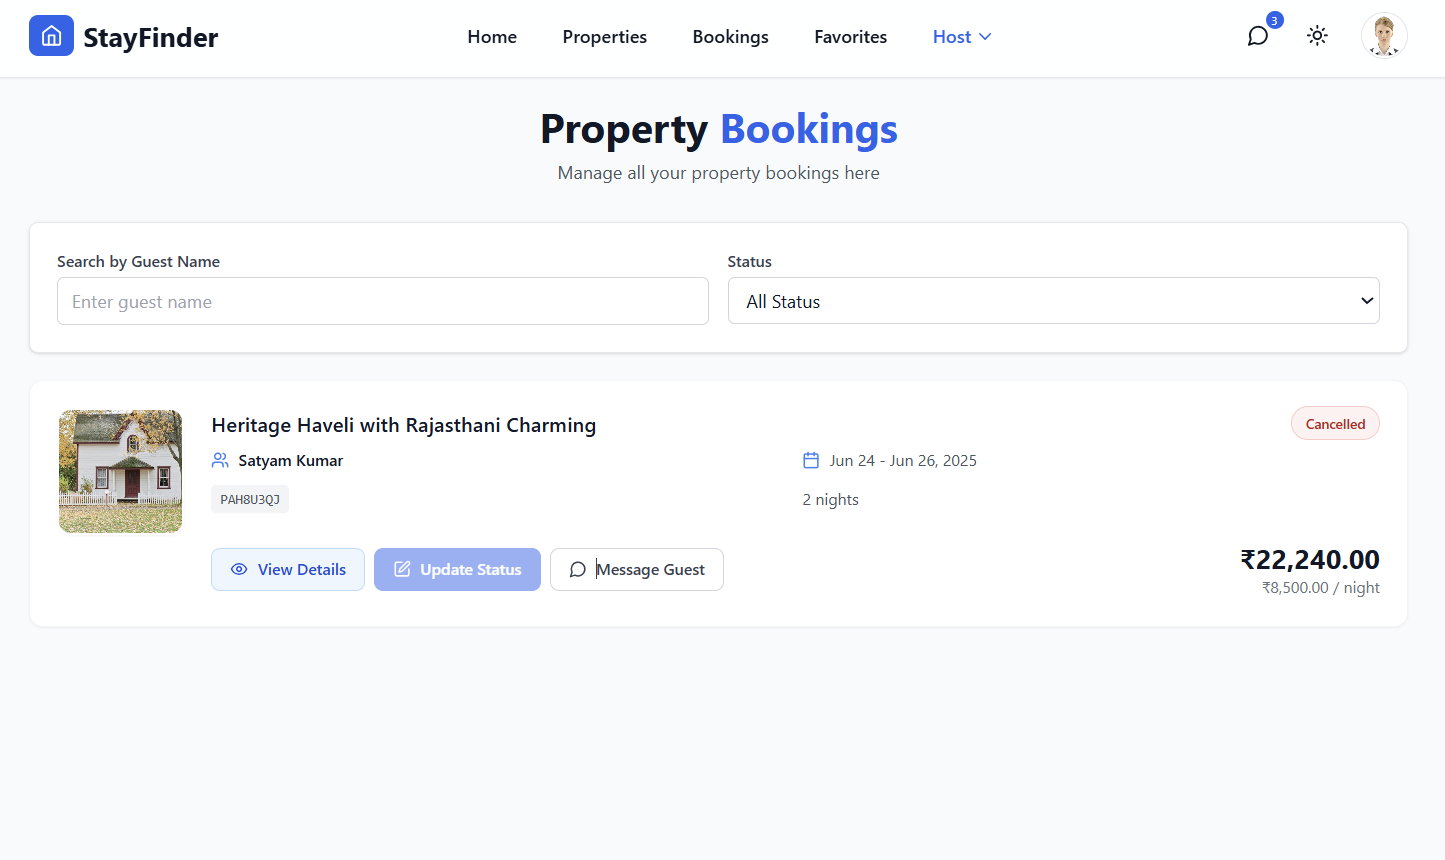 StayFinder
Home
Properties
Bookings
Favorites
Host
3
Property Bookings
Manage all your property bookings here
Search by Guest Name
Enter guest name
Status
All Status
Heritage Haveli with Rajasthani Charming
Cancelled
Satyam Kumar
Jun 24 - Jun 26, 2025
PAH8U3QJ
2 nights
View Details
Update Status
Message Guest
₹22,240.00
₹8,500.00 / night